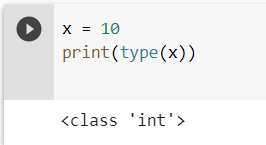 x = 10
print(type(x))
<class 'int'>